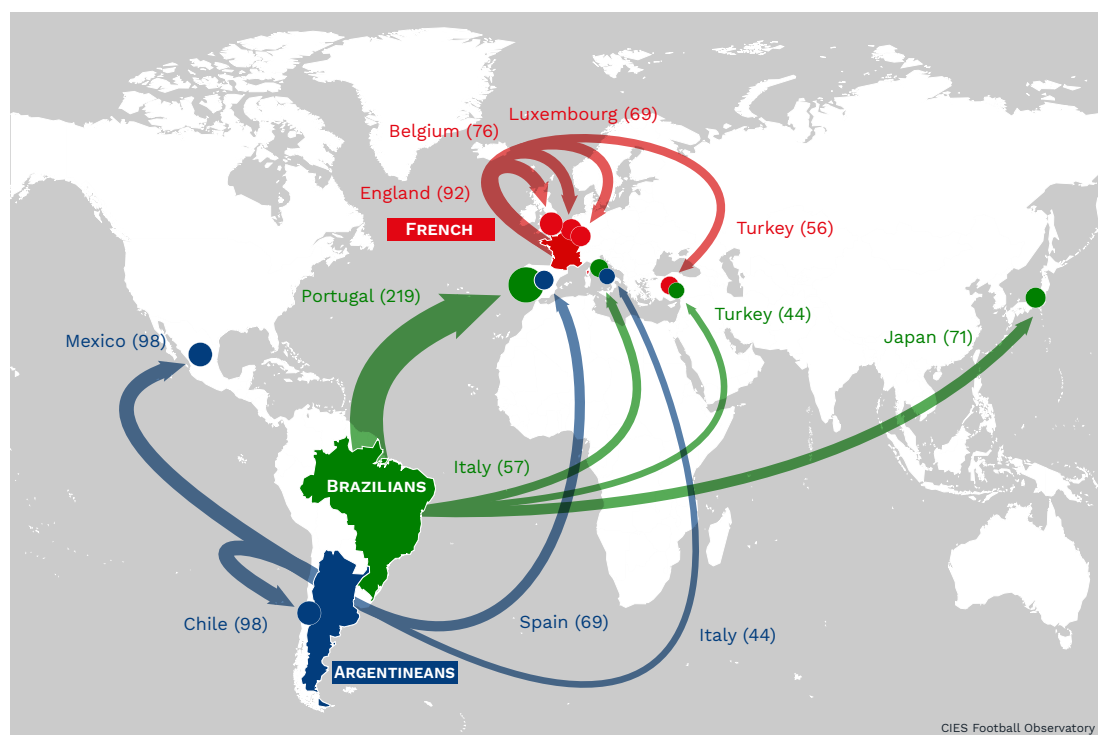 Luxembourg (69)
Belgium (76)
England (92)
FRENCH
Turkey (56)
Portugal (219)
Turkey (44)
Mexico (98)
Japan (71)
Italy (57)
BRAZILIANS
Chile (98)
Spain (69)
Italy (44)
ARGENTINEANS
CIES Football Observatory